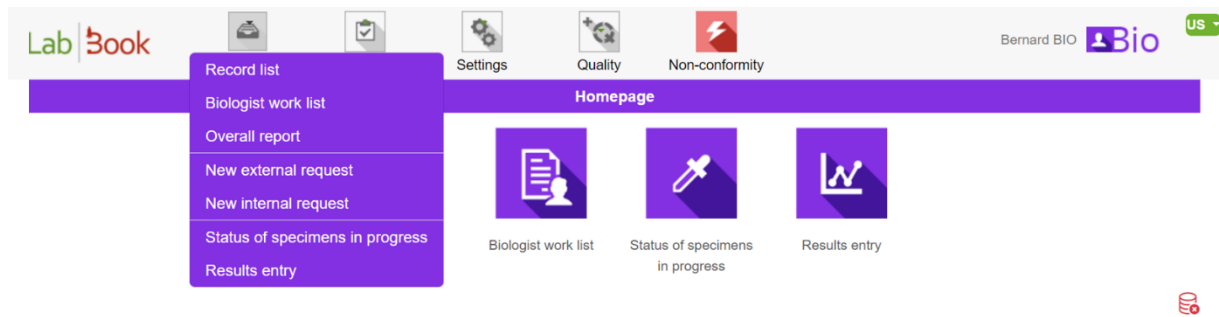 Lab Book
Settings
Quality
Non-conformity
Bernard BIO
Bio
US
Record list
Biologist work list
Overall report
New external request
New internal request
Status of specimens in progress
Results entry
Homepage
Biologist work list
Status of specimens
in progress
Results entry